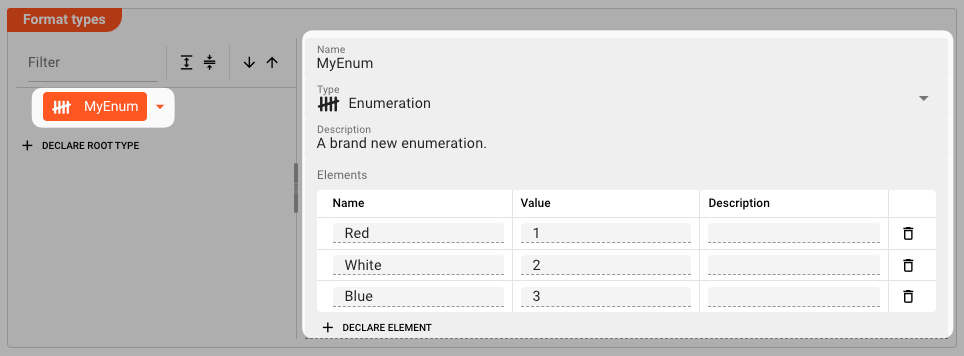 Format types
Filter
MyEnum
DECLARE ROOT TYPE
Name
MyEnum
Type
Enumeration
Description
A brand new enumeration.
Elements
Name Value Description
Red 1
White 2
Blue 3
DECLARE ELEMENT